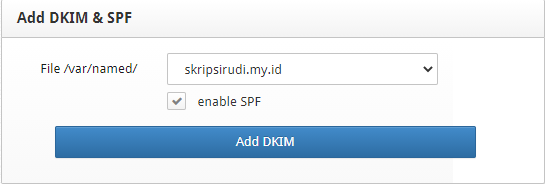 Add DKIM & SPF
File /var/named/ skripsirudi.my.id
enable SPF
Add DKIM